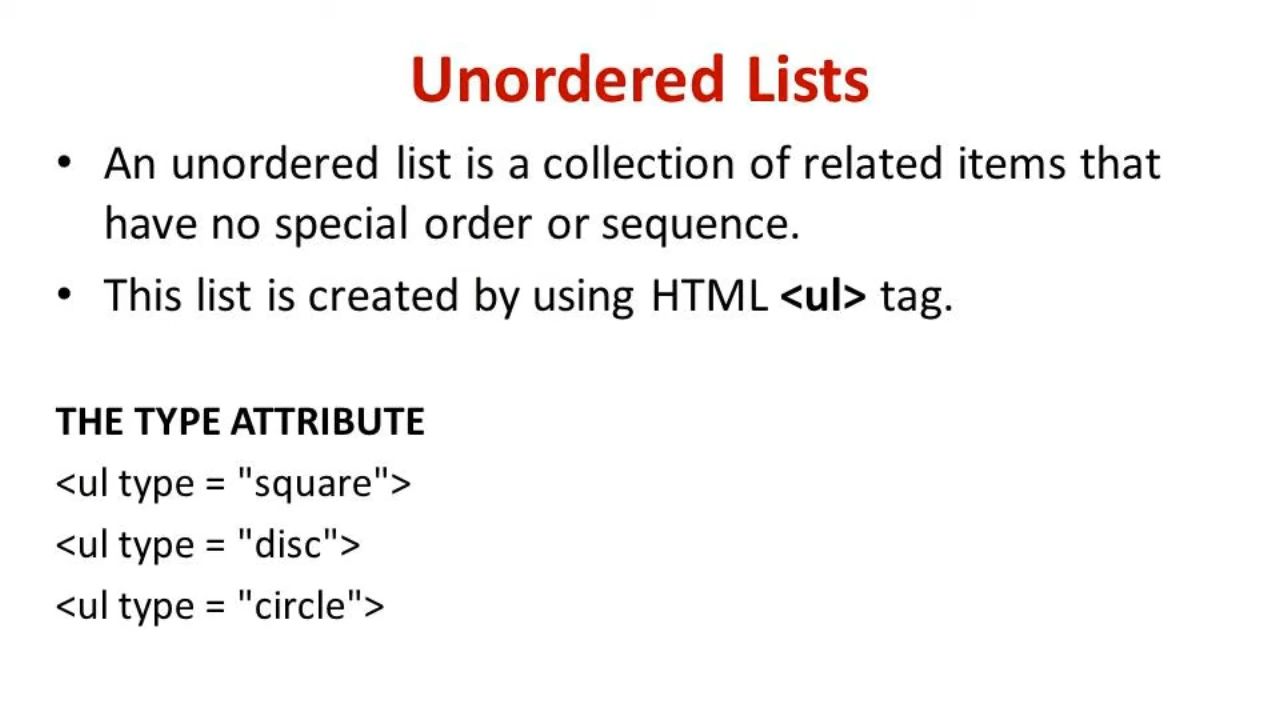 Unordered Lists
• An unordered list is a collection of related items that
have no special order or sequence.
• This list is created by using HTML <ul> tag.
THE TYPE ATTRIBUTE
<ul type = "square">
<ul type = "disc">
<ul type = "circle">